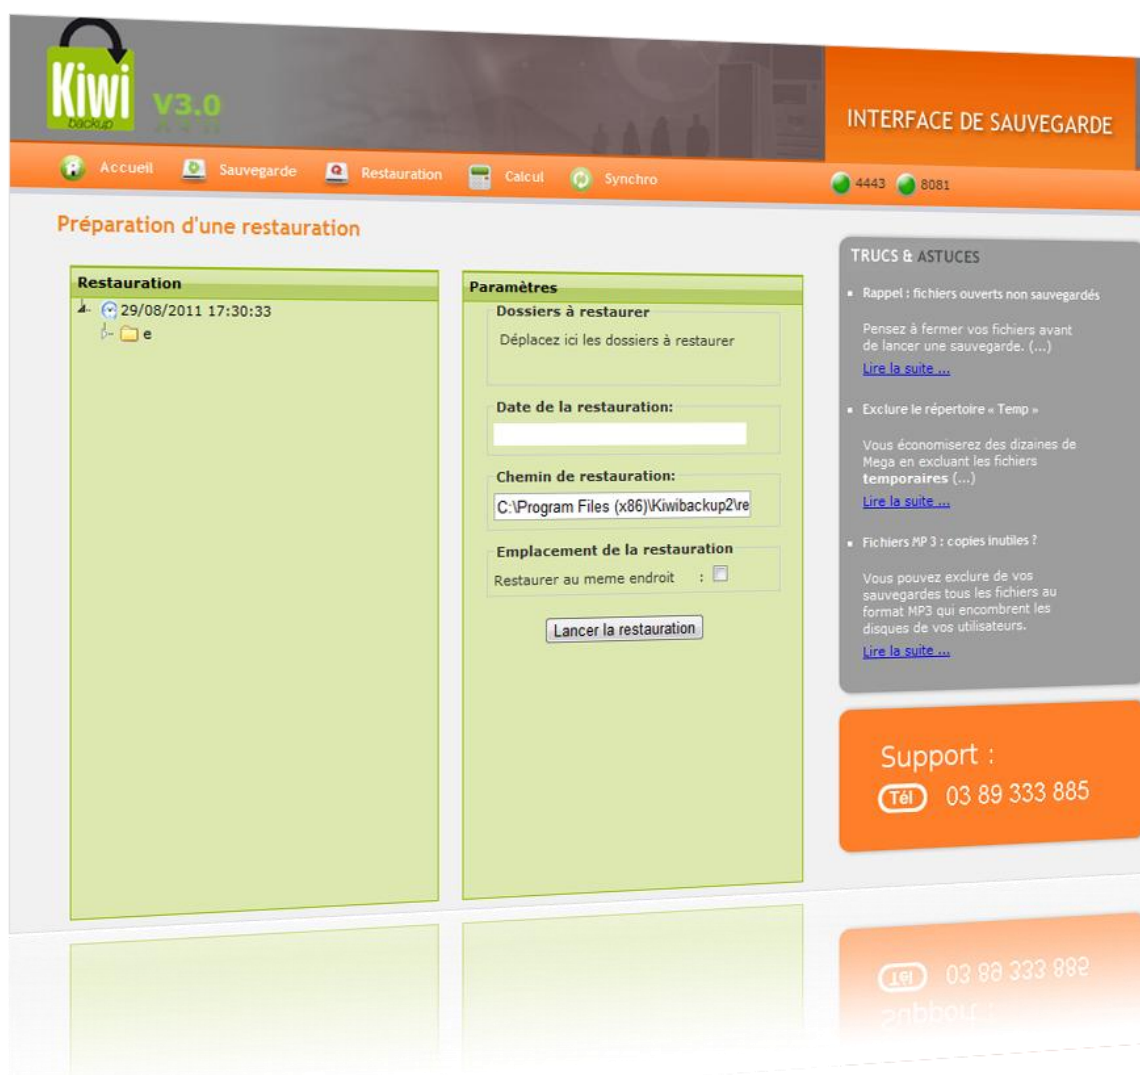 Kiwi
backup
V3.0
INTERFACE DE SAUVEGARDE
Accueil Sauvegarde Restauration Calcul Synchro
4443 8081
Préparation d'une restauration
Restauration
29/08/2011 17:30:33
e
Paramètres
Dossiers à restaurer
Déplacez ici les dossiers à restaurer
Date de la restauration:
Chemin de restauration:
C:\Program Files (x86)\Kiwibackup2\re
Emplacement de la restauration
Restaurer au meme endroit :
Lancer la restauration
TRUCS & ASTUCES
Rappel : fichiers ouverts non sauvegardés
Pensez à fermer vos fichiers avant
de lancer une sauvegarde. (...)
Lire la suite ...
Exclure le répertoire « Temp »
Vous économiserez des dizaines de
Mega en excluant les fichiers
temporaires (...)
Lire la suite ...
Fichiers MP3 : copies inutiles ?
Vous pouvez exclure de vos
sauvegardes tous les fichiers au
format MP3 qui encombrent les
disques de vos utilisateurs.
Lire la suite ...
Support :
Tél 03 89 333 885